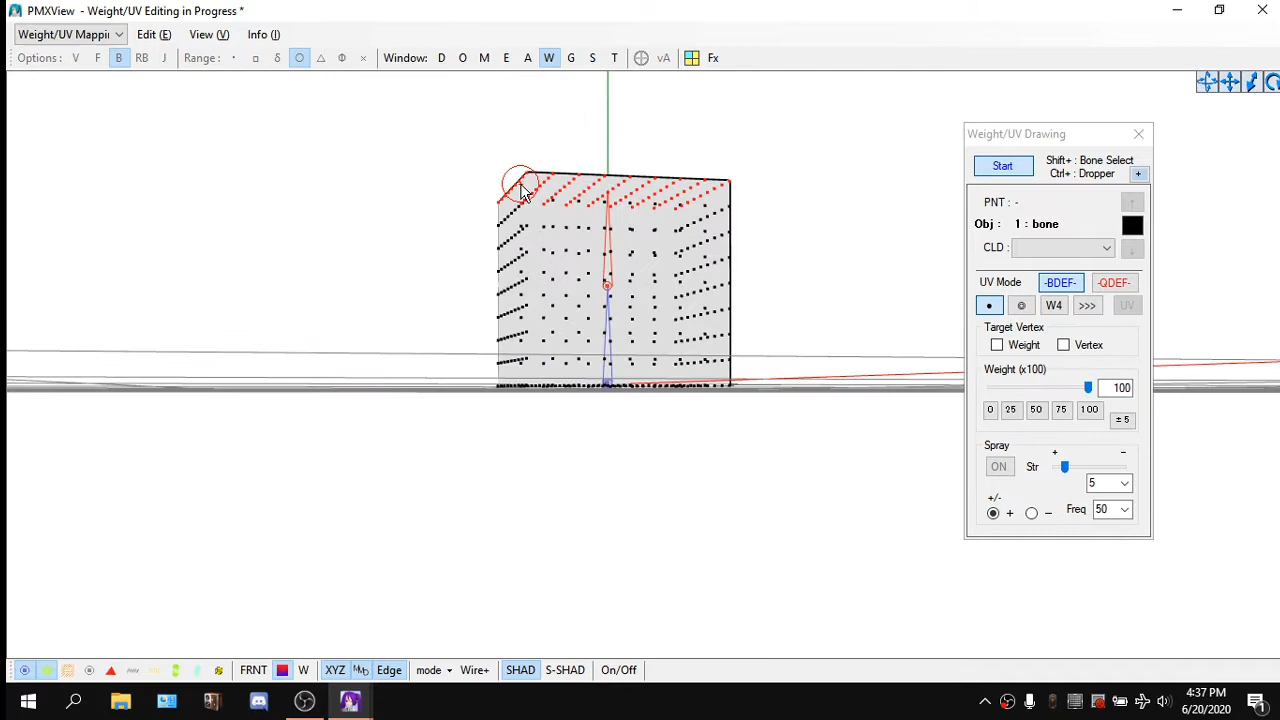 PMXView - Weight/UV Editing in Progress *
Weight/UV Mappi Edit (E) View (V) Info (I)
Options: V F B RB J Range: · □ δ ○ △ Φ × Window: D O M E A W G S T vA Fx
Weight/UV Drawing
Start Shift+ : Bone Select
Ctrl+ : Dropper +
PNT : - ↑
Obj : 1 : bone
CLD : ↓
UV Mode -BDEF- -QDEF-
● ◎ W4 >>> UV
Target Vertex
Weight Vertex
Weight (x100)
100
0 25 50 75 100 ± 5
Spray + −
ON Str
5
+/-
+ − Freq 50
FRNT W XYZ Edge mode Wire+ SHAD S-SHAD On/Off
4:37 PM
6/20/2020
1